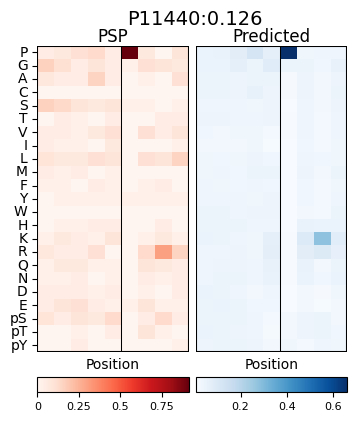 P11440:0.126
PSP Predicted
P
G
A
C
S
T
V
I
L
M
F
Y
W
H
K
R
Q
N
D
E
pS
pT
pY
Position Position
0 0.25 0.5 0.75 0.2 0.4 0.6